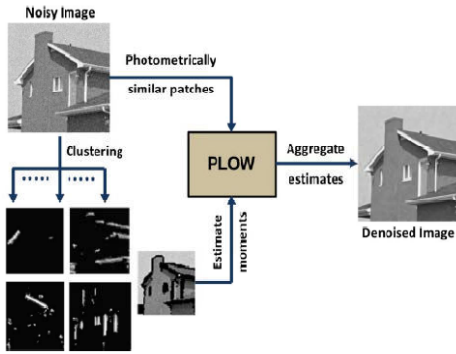 Noisy Image
Photometrically
similar patches
Clustering
PLOW
Aggregate
estimates
Denoised Image
Estimate
moments